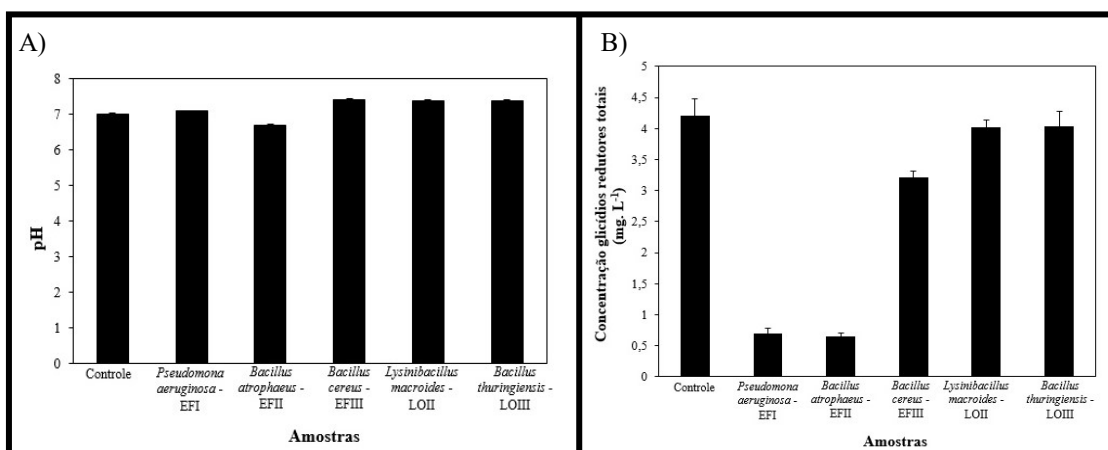 A)
pH
8
7
6
5
4
3
2
1
0
Controle
Pseudomona
aeruginosa -
EFI
Bacillus
atrophaeus -
EFII
Bacillus
cereus -
EFIII
Lysinibacillus
macroides -
LOII
Bacillus
thuringiensis -
LOIII
Amostras
B)
Concentração glicídios redutores totais
(mg. L-1)
5
4,5
4
3,5
3
2,5
2
1,5
1
0,5
0
Controle
Pseudomona
aeruginosa -
EFI
Bacillus
atrophaeus -
EFII
Bacillus
cereus -
EFIII
Lysinibacillus
macroides -
LOII
Bacillus
thuringiensis -
LOIII
Amostras